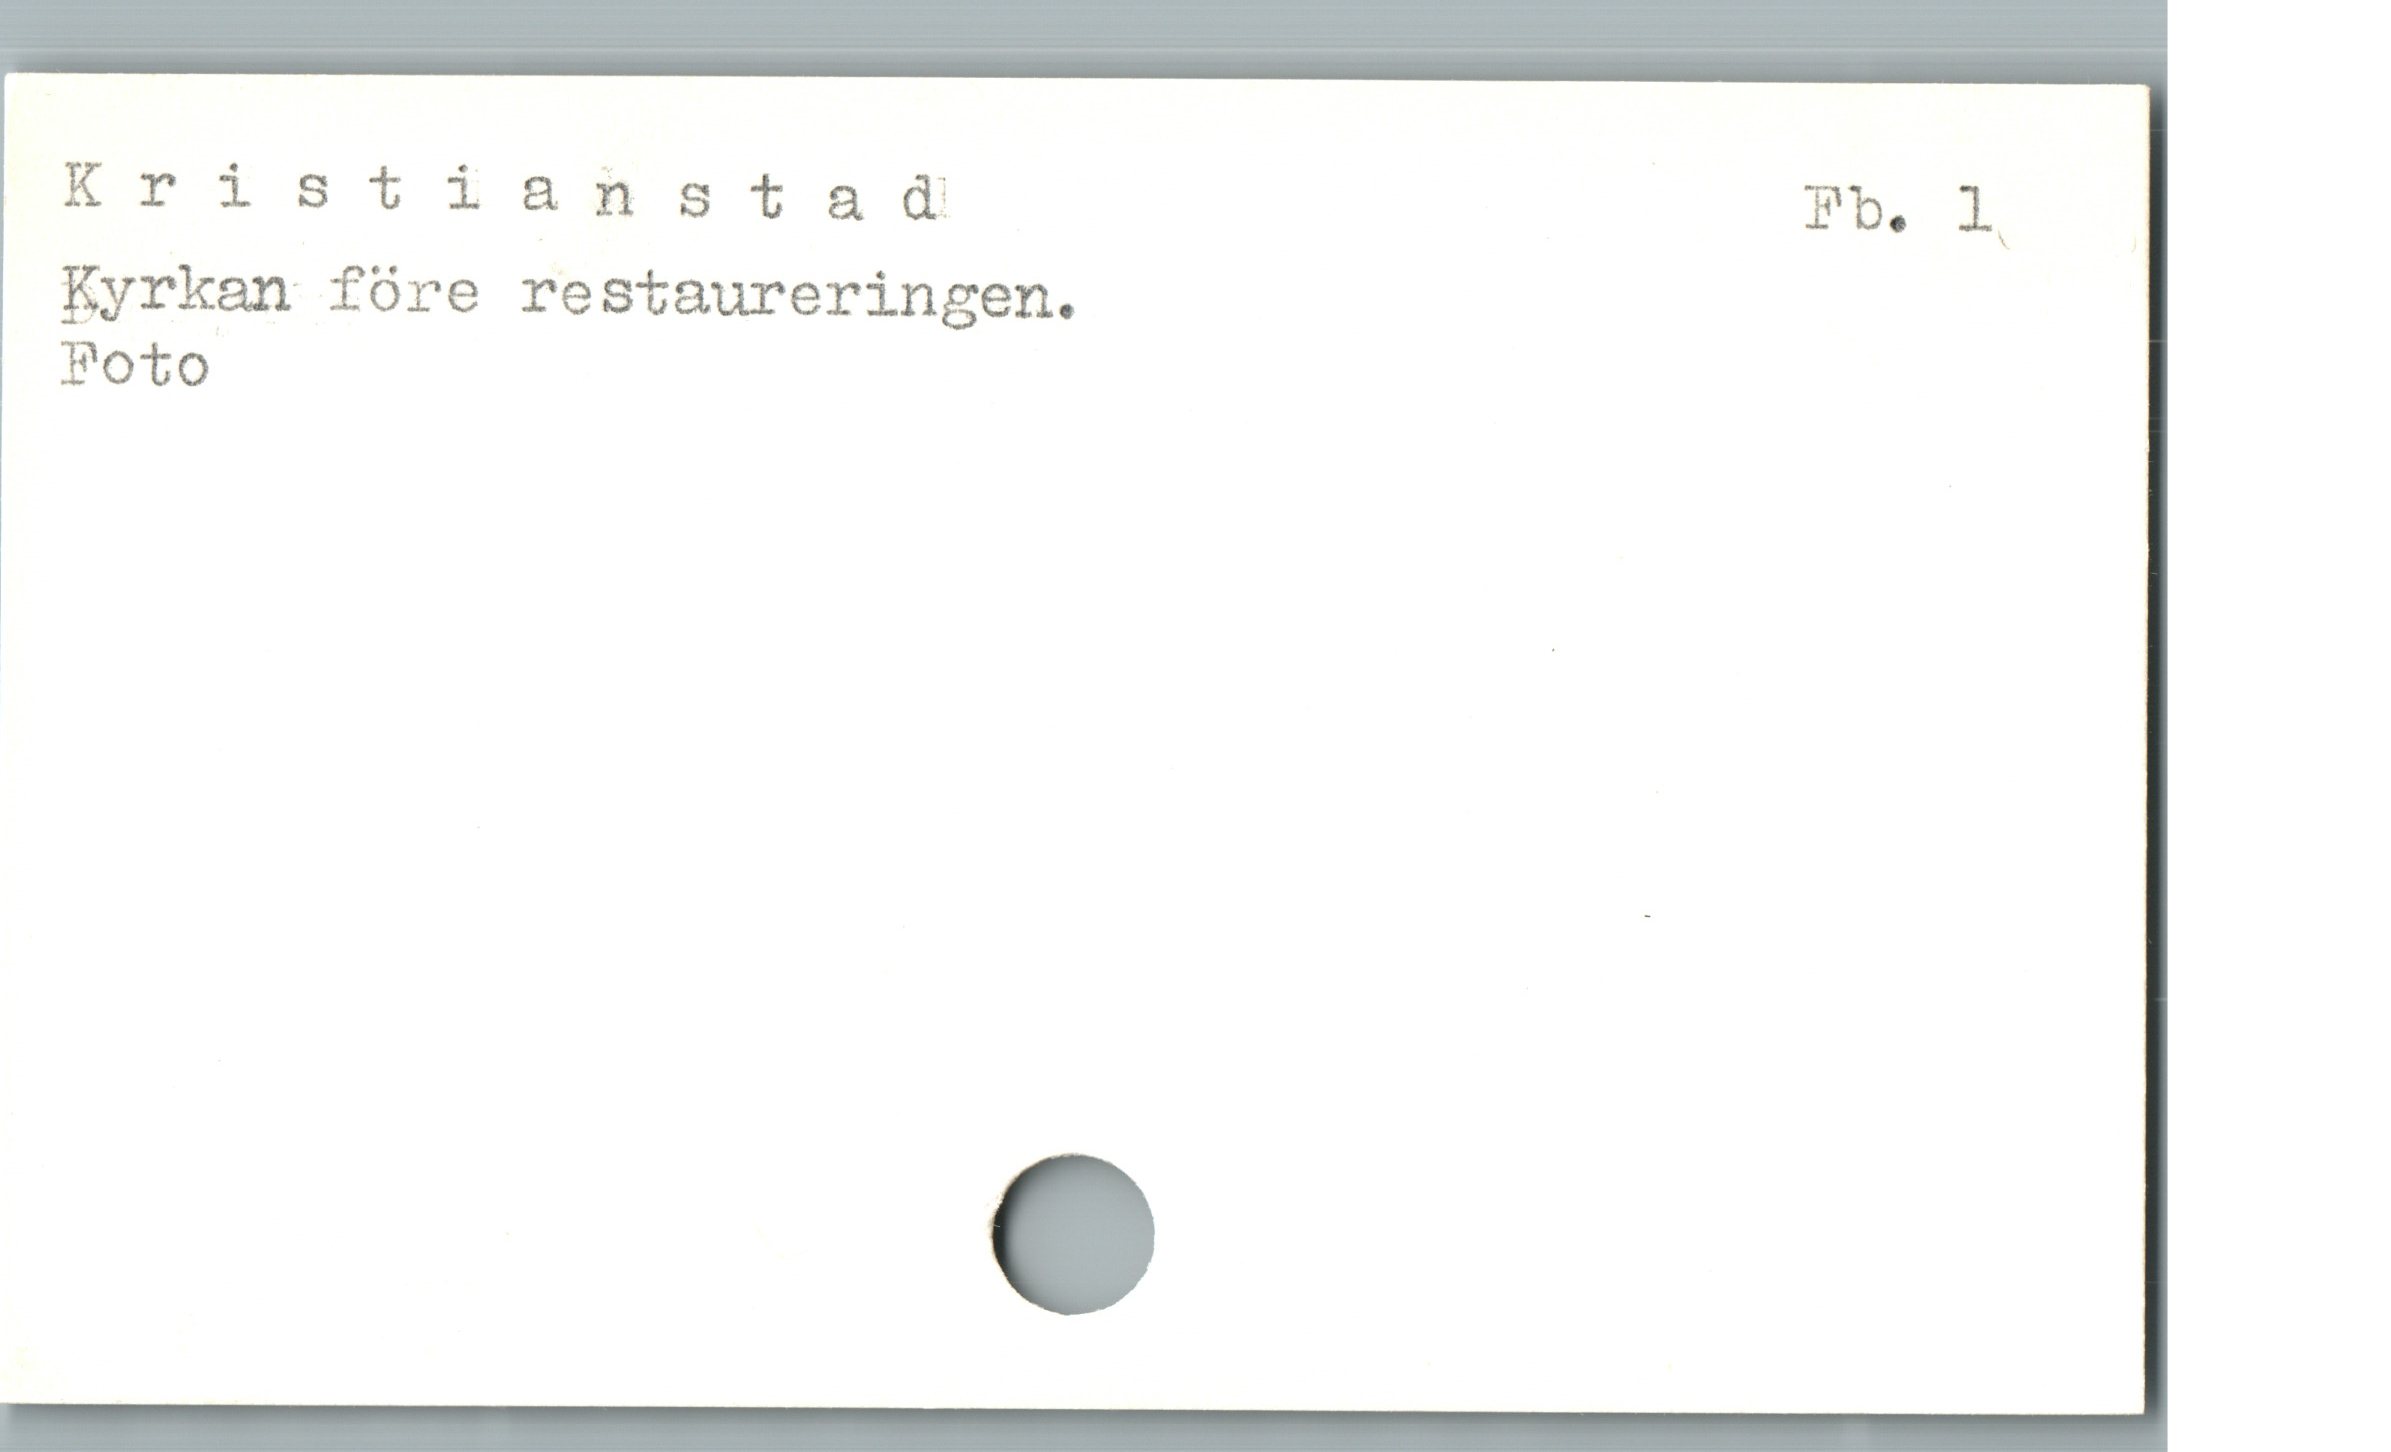 K r i s t i a n s t a d Fb. 1
Kyrkan före restaureringen.
Foto